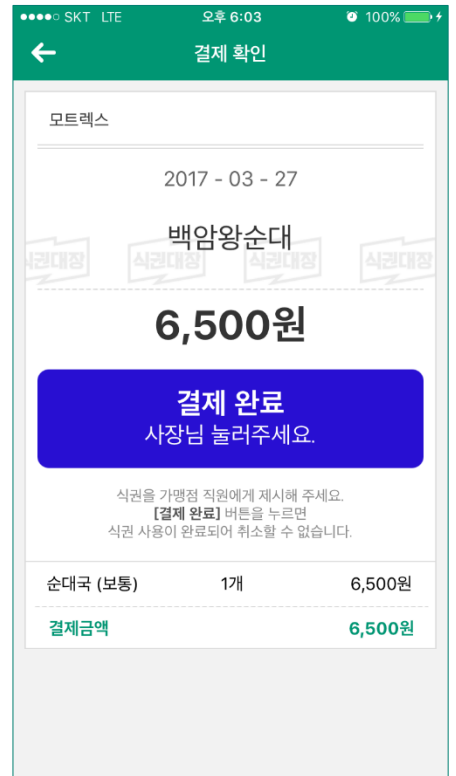 SKT LTE 오후 6:03 100%
결제 확인
모트렉스
2017 - 03 - 27
백암왕순대
식권대장 식권대장 식권대장 식권대장
6,500원
결제 완료
사장님 눌러주세요.
식권을 가맹점 직원에게 제시해 주세요.
[결제 완료] 버튼을 누르면
식권 사용이 완료되어 취소할 수 없습니다.
순대국 (보통) 1개 6,500원
결제금액 6,500원